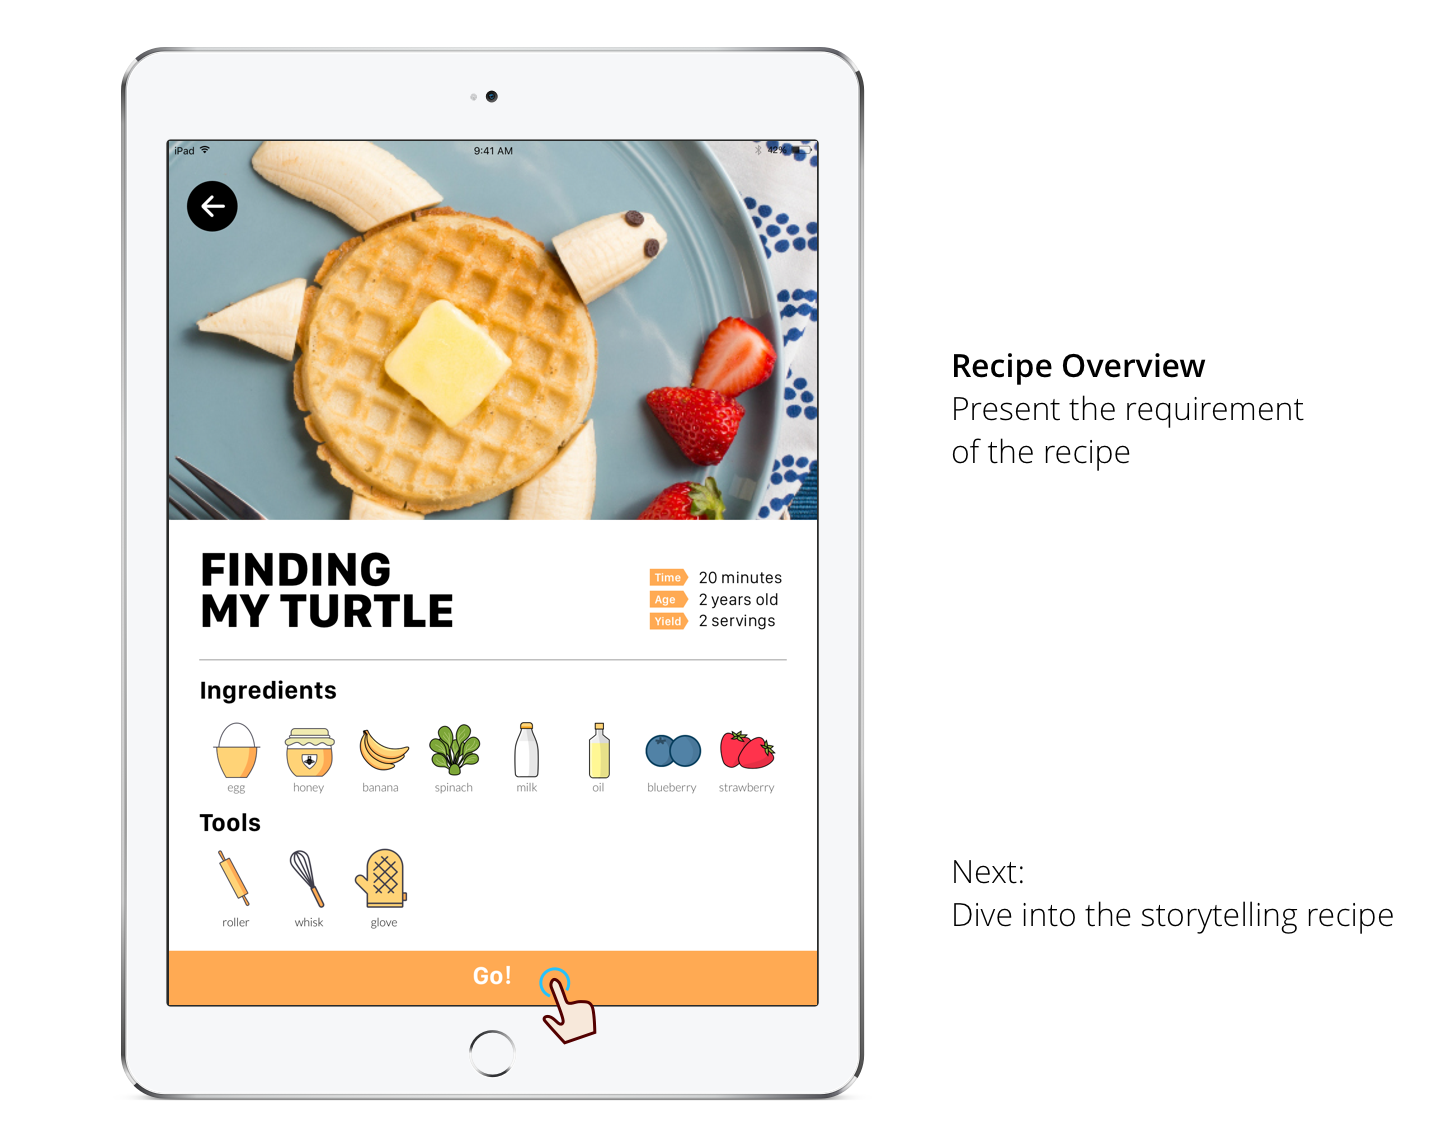 iPad
9:41 AM
42%
FINDING
MY TURTLE
Time 20 minutes
Age 2 years old
Yield 2 servings
Ingredients
egg honey banana spinach milk oil blueberry strawberry
Tools
roller whisk glove
Go!
Recipe Overview
Present the requirement
of the recipe
Next:
Dive into the storytelling recipe